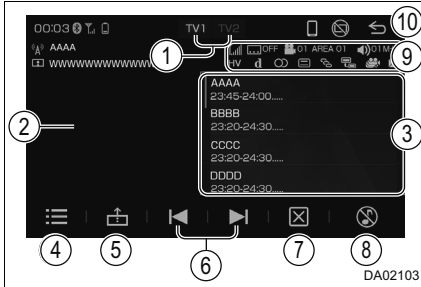 00:03 TV1 TV2
AAAA
WWWWWWWWWWWWW
OFF 01 AREA 01 01
HV d
AAAA
23:45-24:00.....
BBBB
23:20-24:30.....
CCCC
23:20-24:30.....
DDDD
23:20-24:30.....
1
2
3
4
5
6
7
8
9
10
DA02103